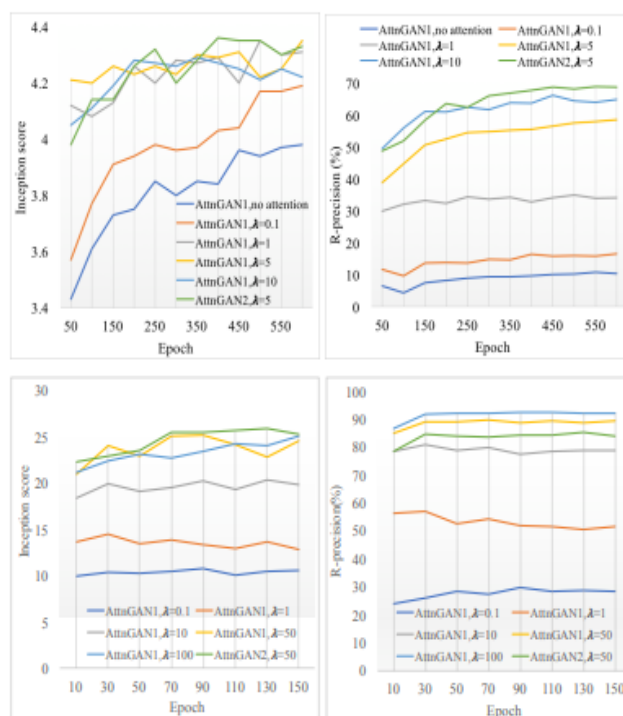 4.4
4.2
4
3.8
3.6
3.4
Inception score
AttnGAN1,no attention
AttnGAN1,λ=0.1
AttnGAN1,λ=1
AttnGAN1,λ=5
AttnGAN1,λ=10
AttnGAN2,λ=5
50 150 250 350 450 550
Epoch
AttnGAN1,no attention AttnGAN1,λ=0.1
AttnGAN1,λ=1 AttnGAN1,λ=5
AttnGAN1,λ=10 AttnGAN2,λ=5
70
60
50
40
30
20
10
0
R-precision (%)
50 150 250 350 450 550
Epoch
30
25
20
15
10
5
0
Inception score
AttnGAN1,λ=0.1 AttnGAN1,λ=1
AttnGAN1,λ=10 AttnGAN1,λ=50
AttnGAN1,λ=100 AttnGAN2,λ=50
10 30 50 70 90 110 130 150
Epoch
100
90
80
70
60
50
40
30
20
10
0
R-precision(%)
AttnGAN1,λ=0.1 AttnGAN1,λ=1
AttnGAN1,λ=10 AttnGAN1,λ=50
AttnGAN1,λ=100 AttnGAN2,λ=50
10 30 50 70 90 110 130 150
Epoch